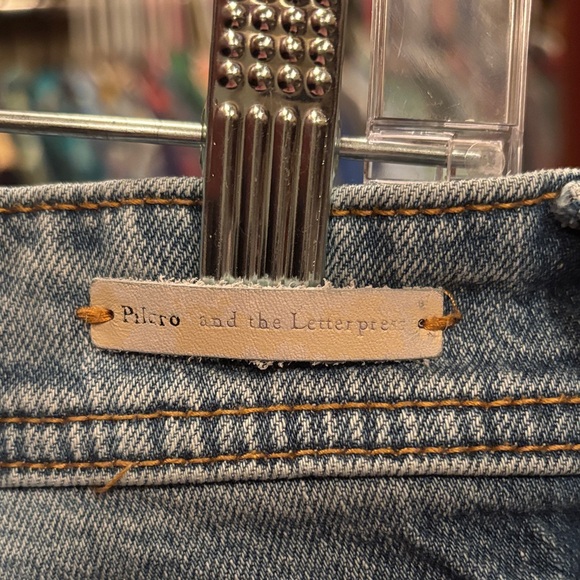 Pilcro and the Letterpress